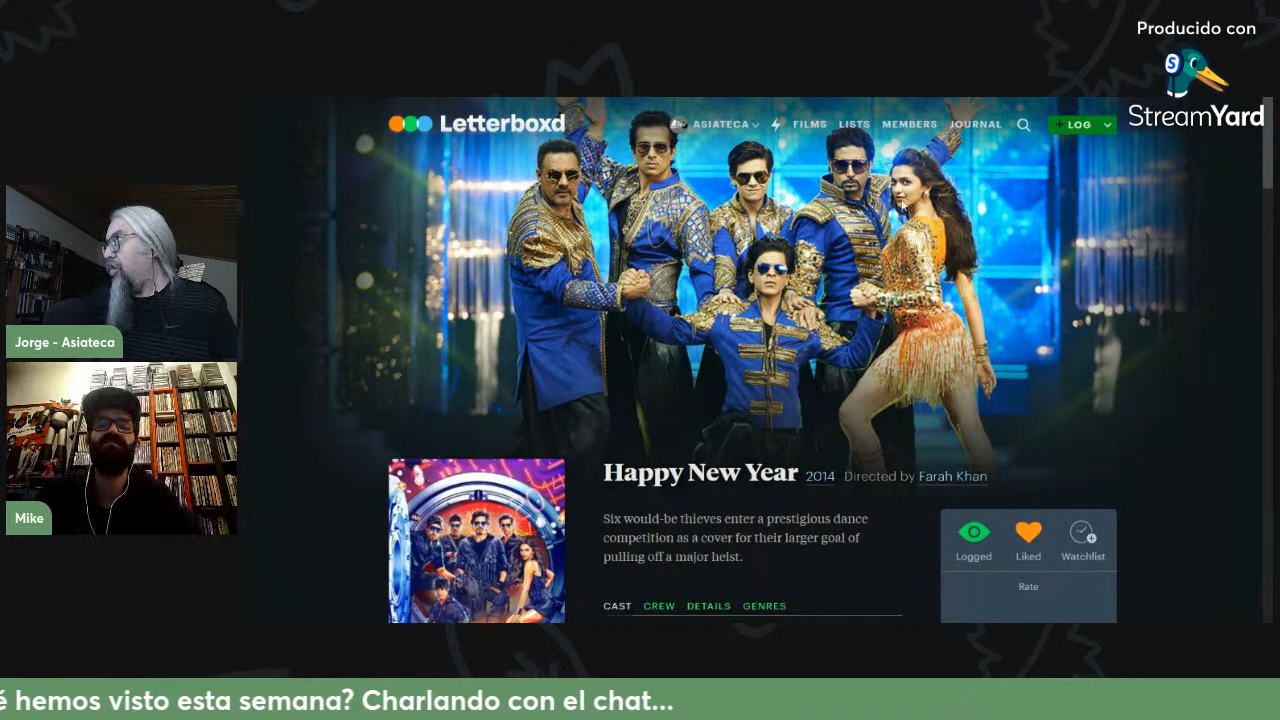 Producido con
StreamYard
Letterboxd
ASIATECA
FILMS
LISTS
MEMBERS
JOURNAL
+ LOG
Jorge - Asiateca
Mike
Happy New Year 2014 Directed by Farah Khan
Six would-be thieves enter a prestigious dance
competition as a cover for their larger goal of
pulling off a major heist.
Logged
Liked
Watchlist
Rate
CAST CREW DETAILS GENRES
é hemos visto esta semana? Charlando con el chat...